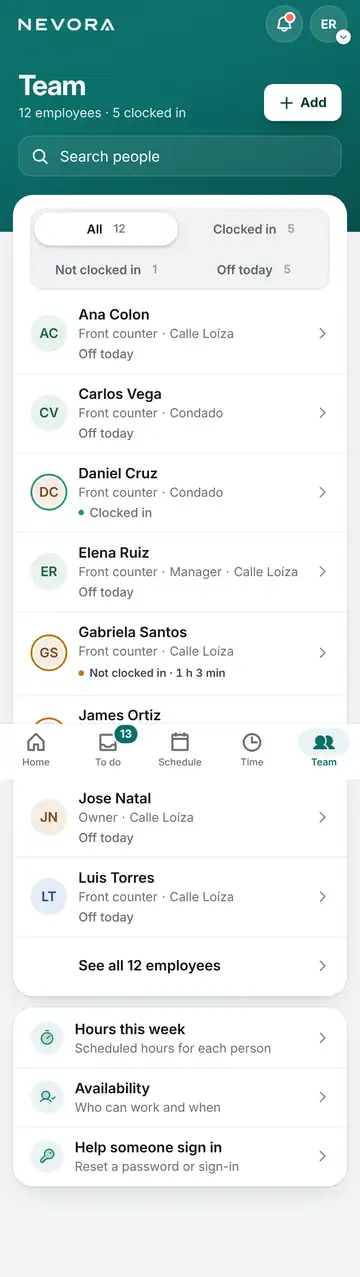 NEVORA
ER
Team
12 employees · 5 clocked in
+ Add
Search people
All 12
Clocked in 5
Not clocked in 1
Off today 5
AC
Ana Colon
Front counter · Calle Loíza
Off today
CV
Carlos Vega
Front counter · Condado
Off today
DC
Daniel Cruz
Front counter · Condado
Clocked in
ER
Elena Ruiz
Front counter · Manager · Calle Loíza
Off today
GS
Gabriela Santos
Front counter · Calle Loíza
Not clocked in · 1 h 3 min
James Ortiz
13
Home
To do
Schedule
Time
Team
JN
Jose Natal
Owner · Calle Loíza
Off today
LT
Luis Torres
Front counter · Calle Loíza
Off today
See all 12 employees
Hours this week
Scheduled hours for each person
Availability
Who can work and when
Help someone sign in
Reset a password or sign-in